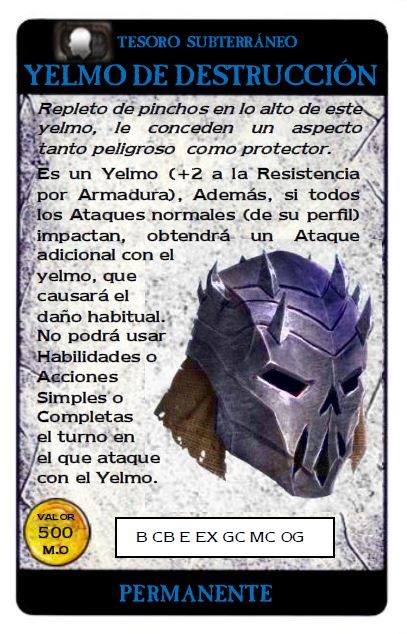 TESORO SUBTERRÁNEO
YELMO DE DESTRUCCIÓN
Repleto de pinchos en lo alto de este
yelmo, le conceden un aspecto
tanto peligroso como protector.
Es un Yelmo (+2 a la Resistencia
por Armadura), Además, si todos
los Ataques normales (de su perfil)
impactan, obtendrá un Ataque
adicional con el
yelmo, que
causará el
daño habitual.
No podrá usar
Habilidades o
Acciones
Simples o
Completas
el turno en
el que ataque
con el Yelmo.
VALOR
500
M.O
B CB E EX GC MC OG
PERMANENTE